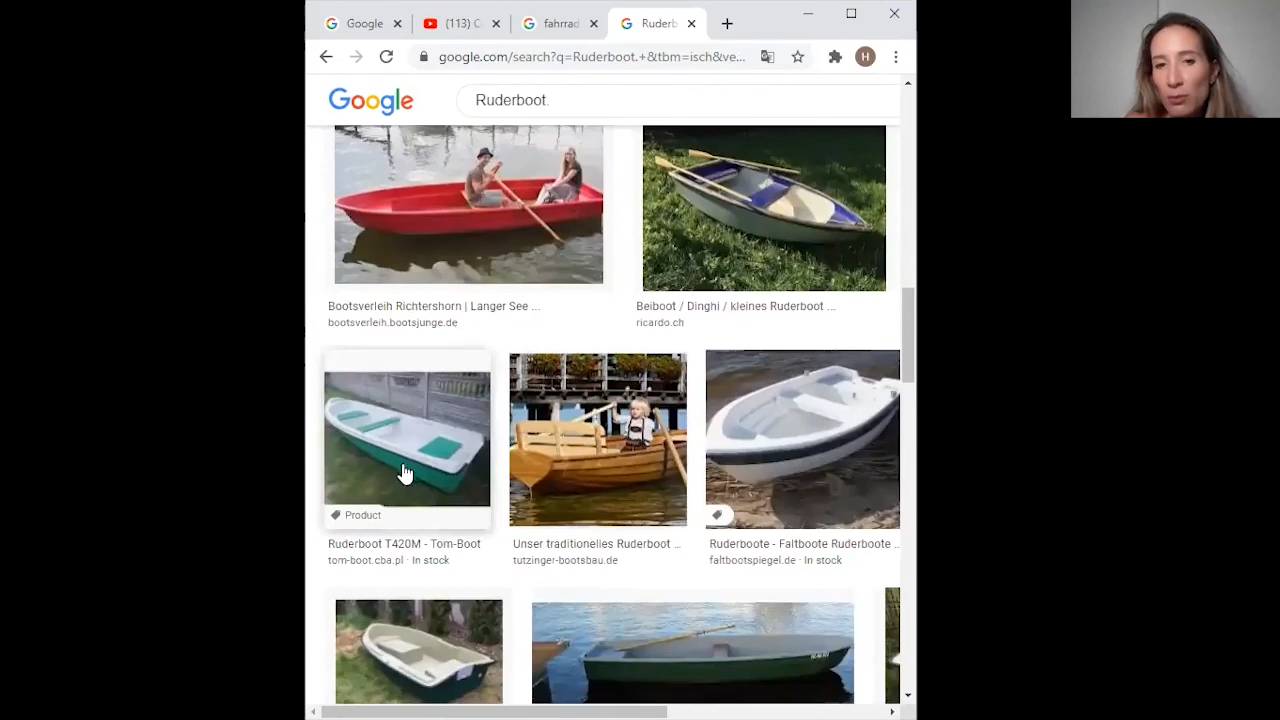 Google
(113) C
fahrrad
Ruderb
google.com/search?q=Ruderboot.+&tbm=isch&ve...
H
Google
Ruderboot.
Bootsverleih Richtershorn | Langer See ...
bootsverleih.bootsjunge.de
Beiboot / Dinghi / kleines Ruderboot ...
ricardo.ch
Product
Ruderboot T420M - Tom-Boot
tom-boot.cba.pl · In stock
Unser traditionelles Ruderboot ...
tutzinger-bootsbau.de
Ruderboote - Faltboote Ruderboote ..
faltbootspiegel.de · In stock